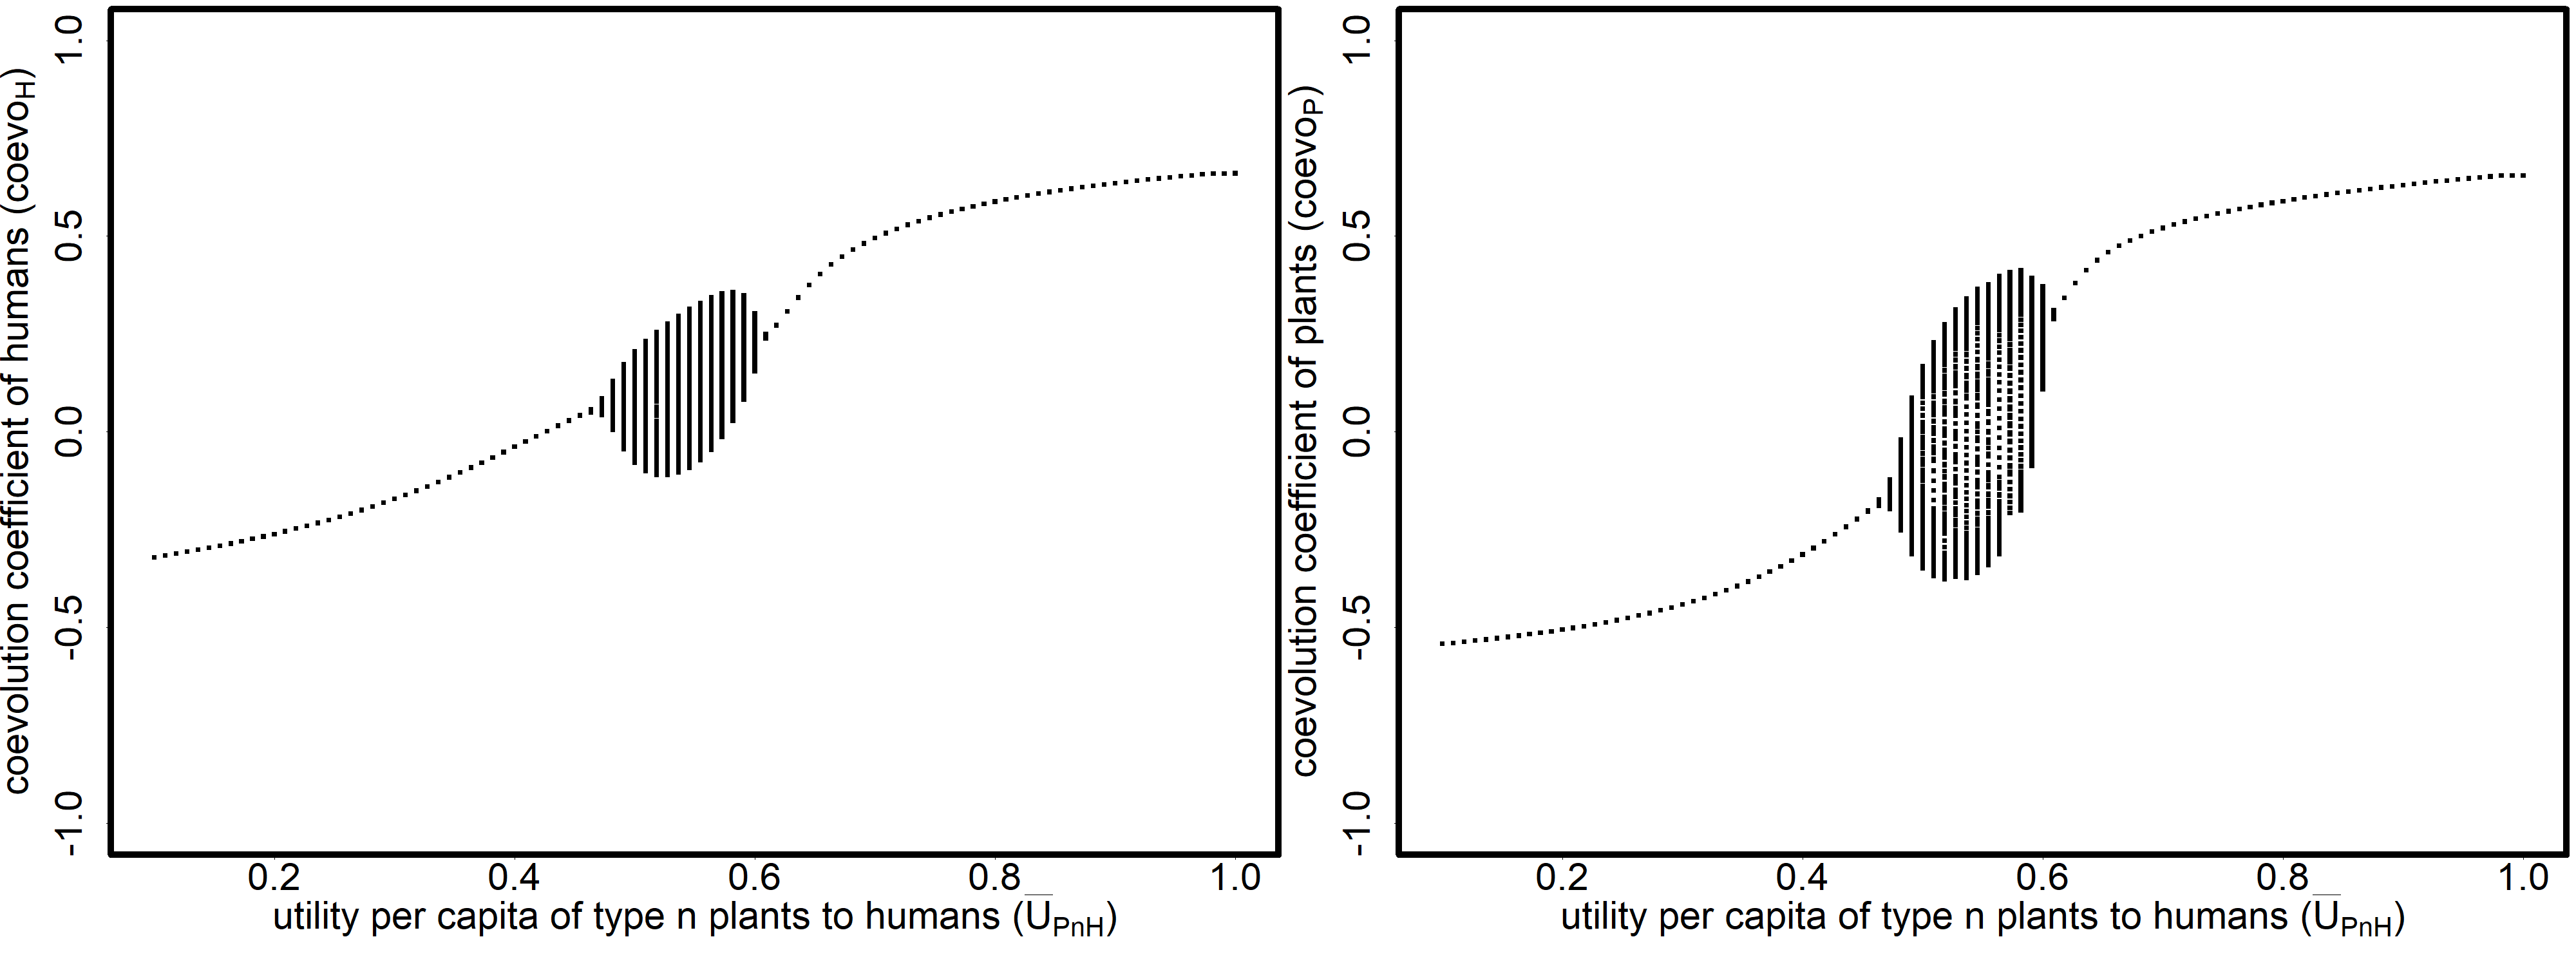 coevolution coefficient of humans (coevoH)
1.0
0.5
0.0
-0.5
-1.0
0.2 0.4 0.6 0.8 1.0
utility per capita of type n plants to humans (U̅PnH)
coevolution coefficient of plants (coevoP)
1.0
0.5
0.0
-0.5
-1.0
0.2 0.4 0.6 0.8 1.0
utility per capita of type n plants to humans (U̅PnH)